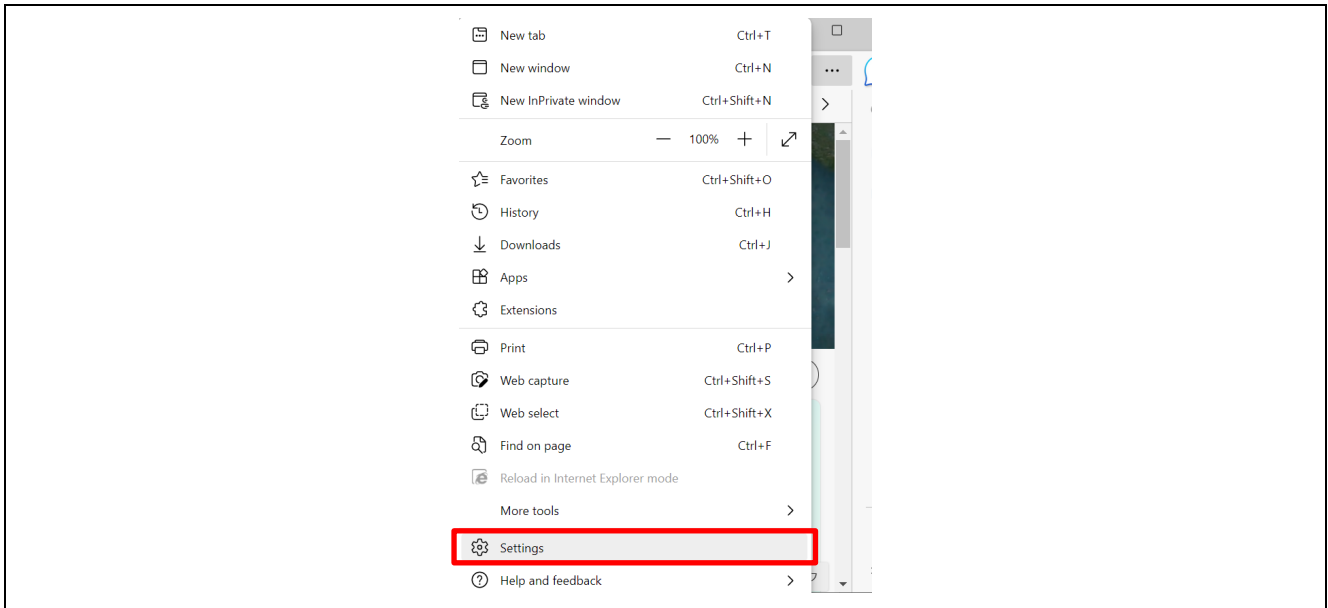 New tab Ctrl+T
New window Ctrl+N
New InPrivate window Ctrl+Shift+N
Zoom — 100% +
Favorites Ctrl+Shift+O
History Ctrl+H
Downloads Ctrl+J
Apps
Extensions
Print Ctrl+P
Web capture Ctrl+Shift+S
Web select Ctrl+Shift+X
Find on page Ctrl+F
Reload in Internet Explorer mode
More tools
Settings
Help and feedback